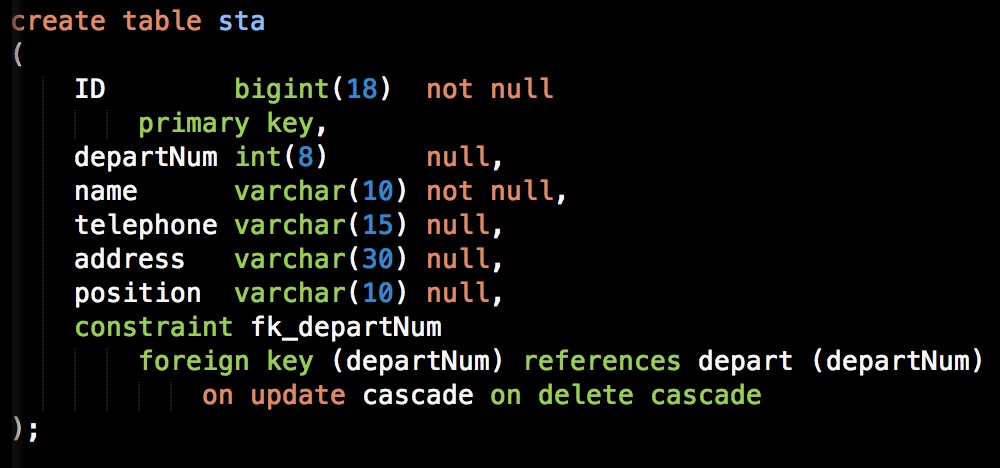 create table sta
(
ID bigint(18) not null
primary key,
departNum int(8) null,
name varchar(10) not null,
telephone varchar(15) null,
address varchar(30) null,
position varchar(10) null,
constraint fk_departNum
foreign key (departNum) references depart (departNum)
on update cascade on delete cascade
);